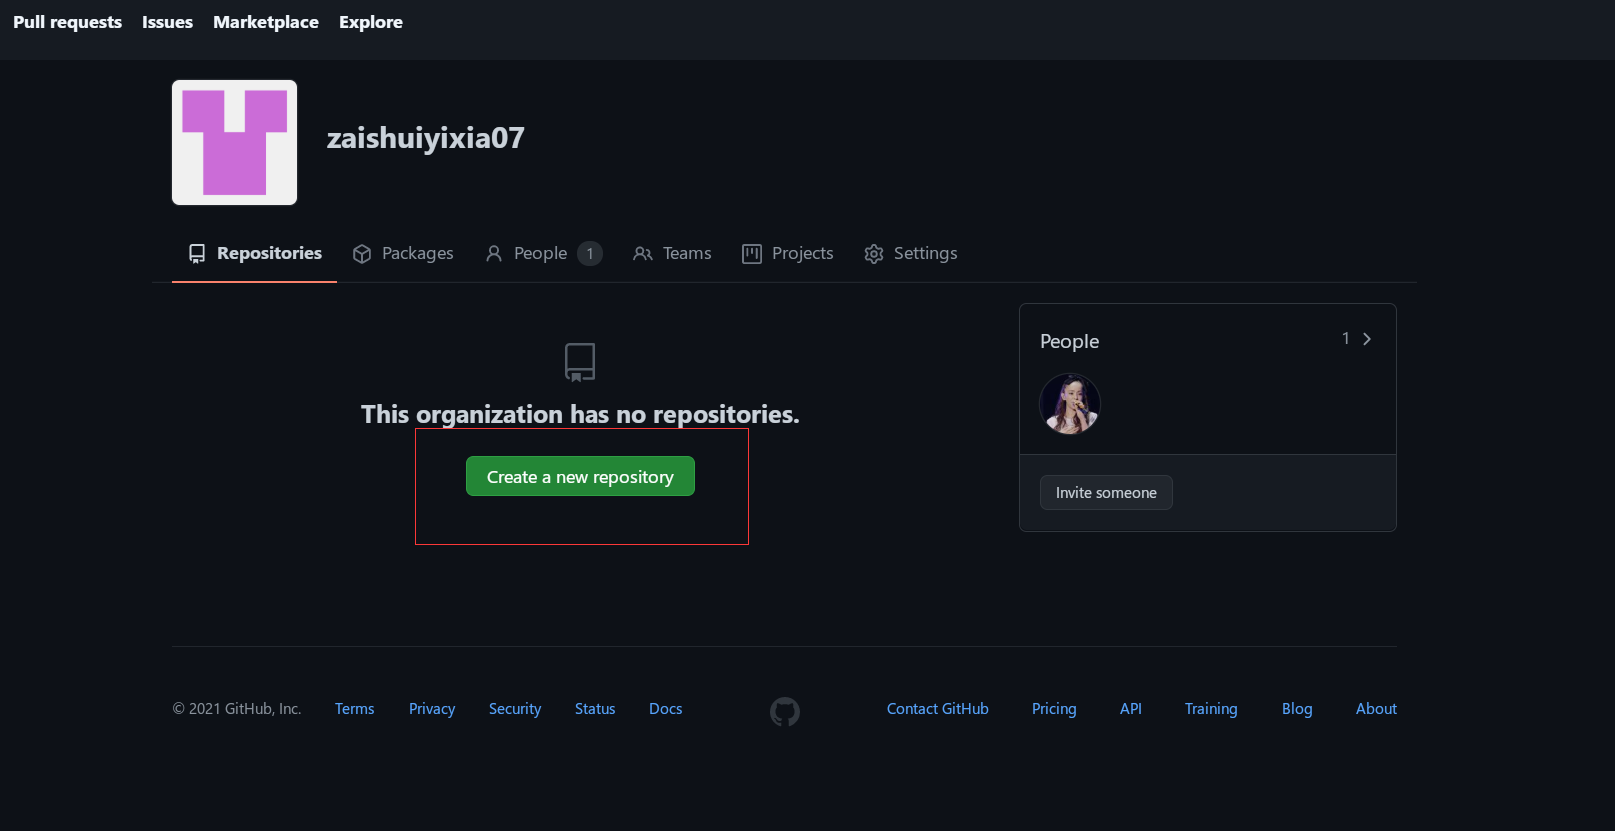 Pull requests Issues Marketplace Explore
zaishuiyixia07
Repositories Packages People 1 Teams Projects Settings
This organization has no repositories.
Create a new repository
People 1
Invite someone
© 2021 GitHub, Inc. Terms Privacy Security Status Docs Contact GitHub Pricing API Training Blog About